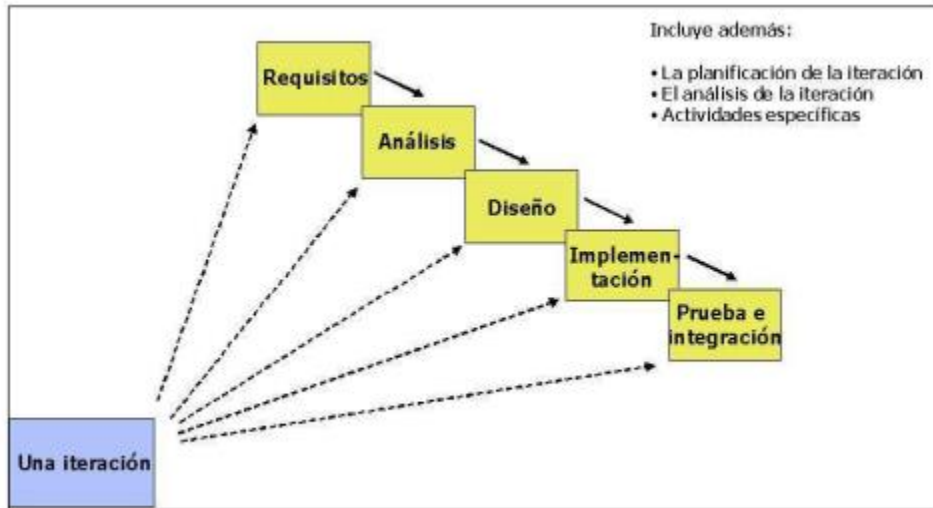 Incluye además:
• La planificación de la iteración
• El análisis de la iteración
• Actividades específicas
Requisitos
Análisis
Diseño
Implemen-
tación
Prueba e
integración
Una iteración